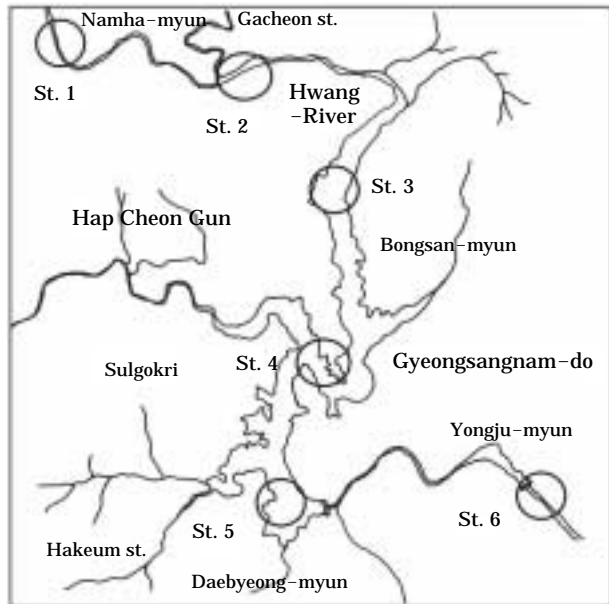 Namha-myun
Gacheon st.
St. 1
St. 2
Hwang
-River
St. 3
Hap Cheon Gun
Bongsan-myun
St. 4
Gyeongsangnam-do
Sulgokri
Yongju-myun
St. 5
St. 6
Hakeum st.
Daebyeong-myun